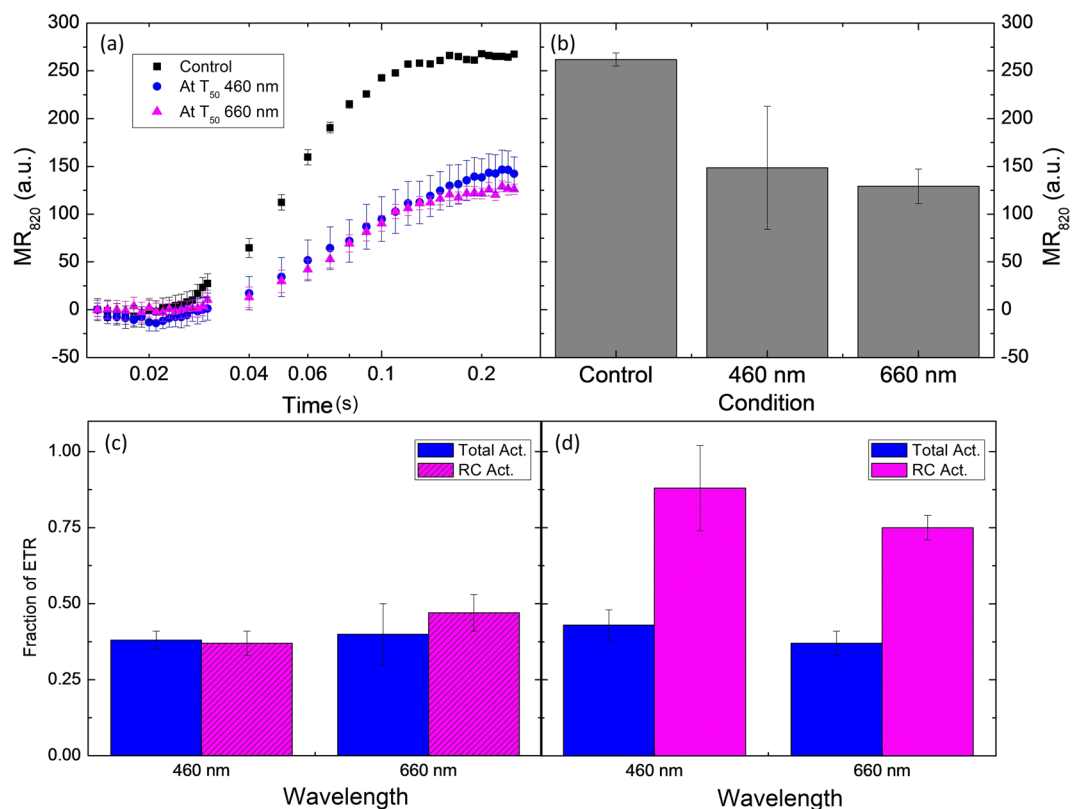 (a)
Control
At T50 460 nm
At T50 660 nm
300
250
200
150
100
50
0
-50
MR820 (a.u.)
0.02
0.04
0.06
0.1
0.2
Time (s)
(b)
300
250
200
150
100
50
0
-50
MR820 (a.u.)
Control
460 nm
660 nm
Condition
(c)
Total Act.
RC Act.
1.00
0.75
0.50
0.25
0.00
Fraction of ETR
460 nm
660 nm
Wavelength
(d)
Total Act.
RC Act.
460 nm
660 nm
Wavelength